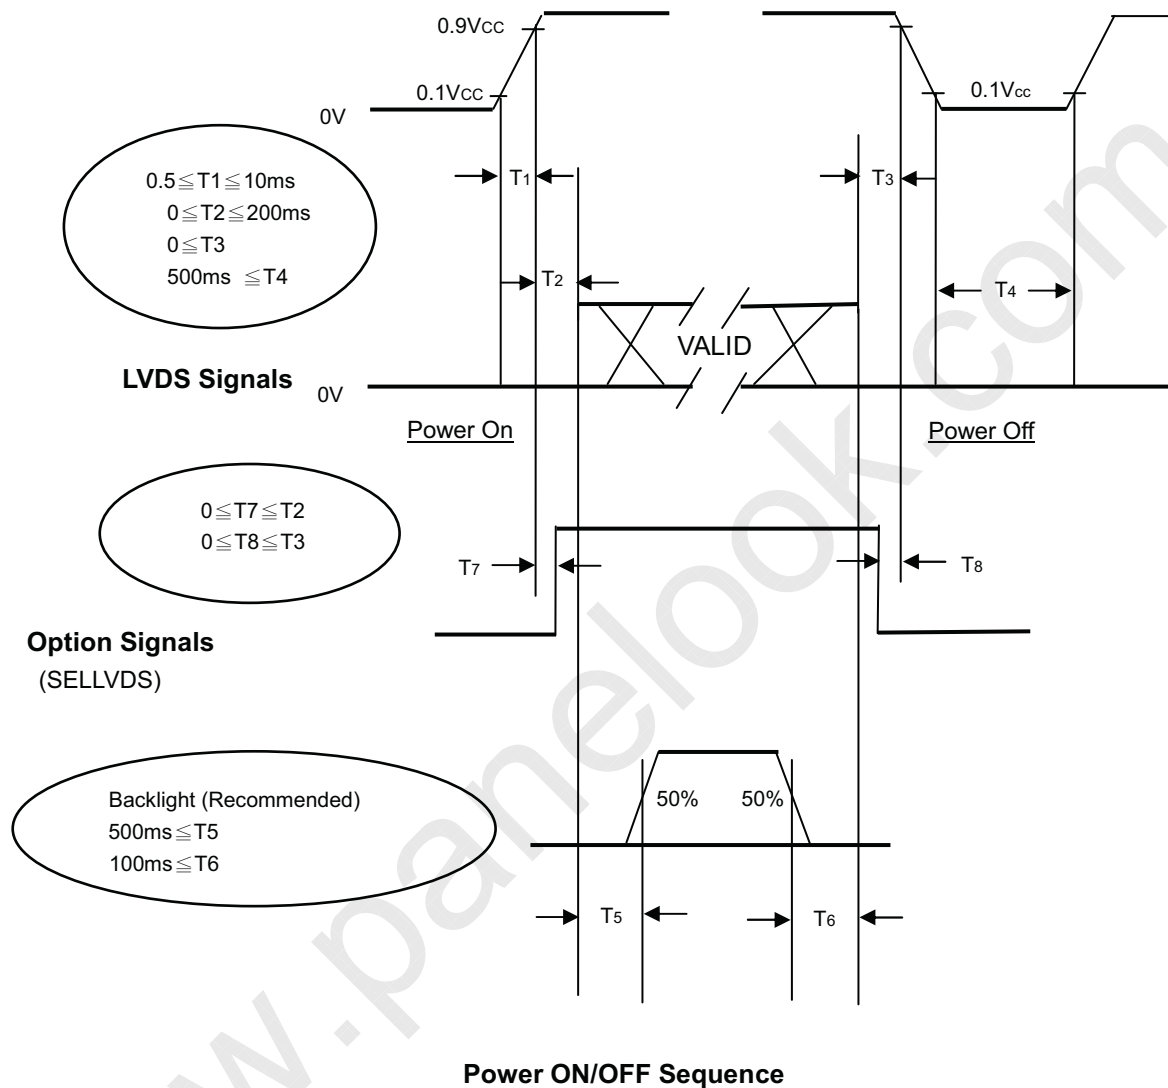 0.9VCC
0.1VCC
0.1Vcc
0V
0.5≦T1≦10ms
0≦T2≦200ms
0≦T3
500ms ≦T4
T1
T3
T2
T4
VALID
LVDS Signals
0V
Power On
Power Off
0≦T7≦T2
0≦T8≦T3
T7
T8
Option Signals
(SELLVDS)
Backlight (Recommended)
500ms≦T5
100ms≦T6
50%
50%
T5
T6
Power ON/OFF Sequence
w.panelook.com